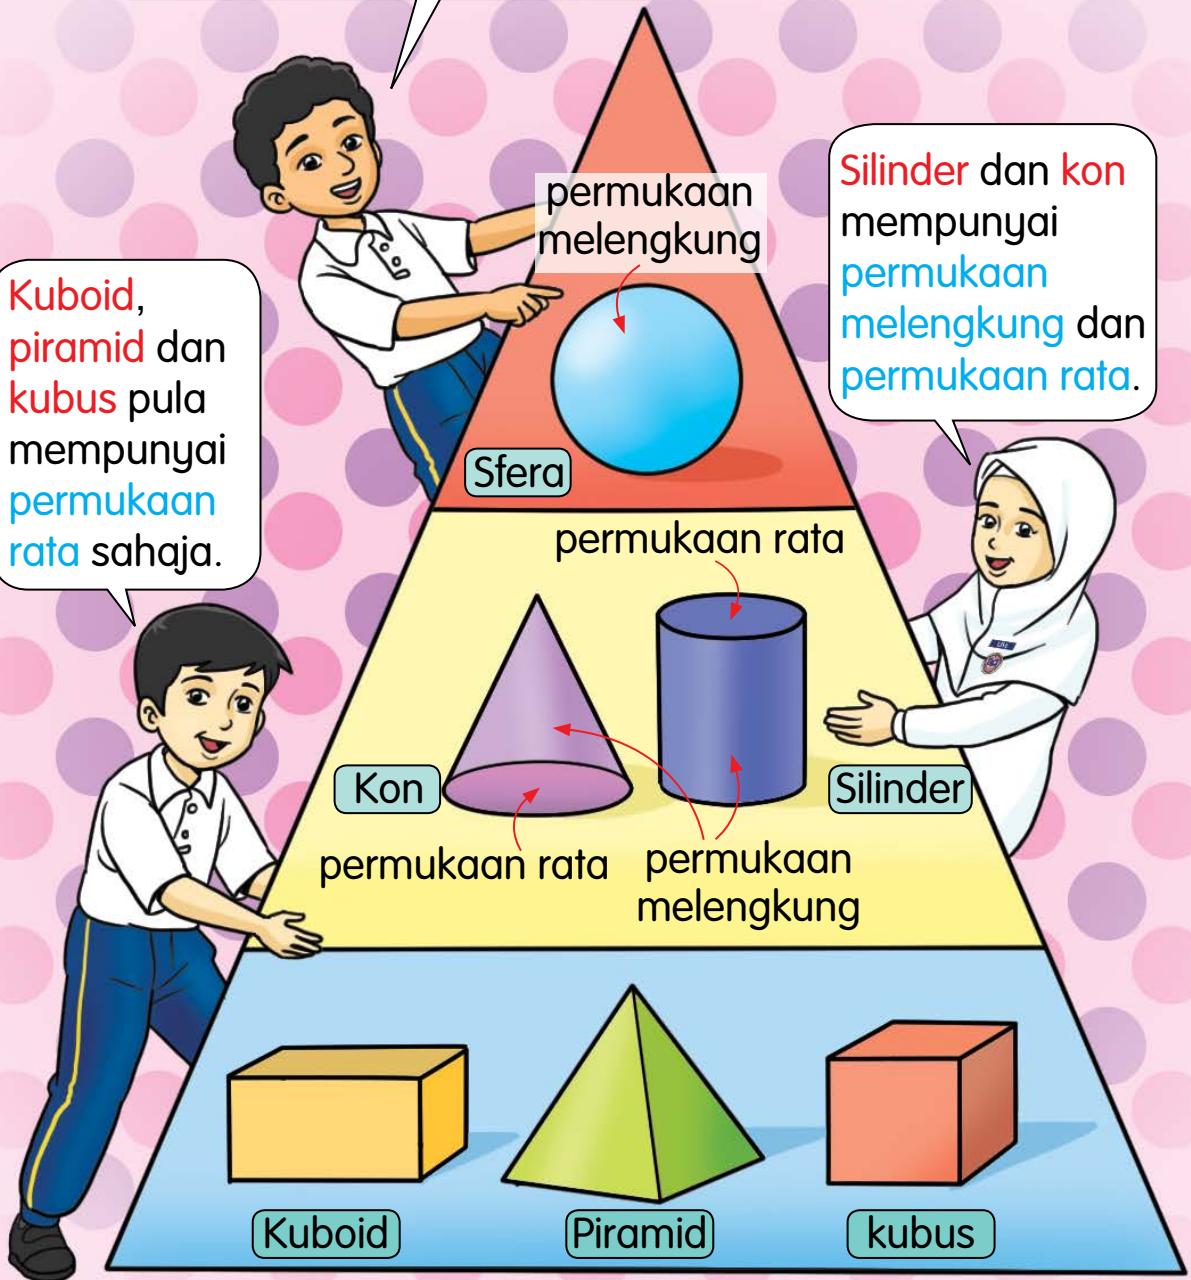 permukaan
melengkung
Silinder dan kon
mempunyai
permukaan
melengkung dan
permukaan rata.
Kuboid,
piramid dan
kubus pula
mempunyai
permukaan
rata sahaja.
Sfera
permukaan rata
Kon
Silinder
permukaan rata
permukaan
melengkung
Kuboid
Piramid
kubus